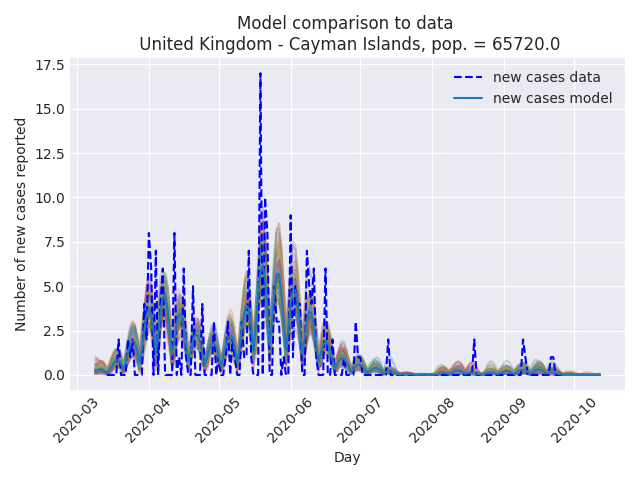 Model comparison to data
United Kingdom - Cayman Islands, pop. = 65720.0
17.5
15.0
12.5
10.0
7.5
5.0
2.5
0.0
Number of new cases reported
new cases data
new cases model
2020-03
2020-04
2020-05
2020-06
2020-07
2020-08
2020-09
2020-10
Day